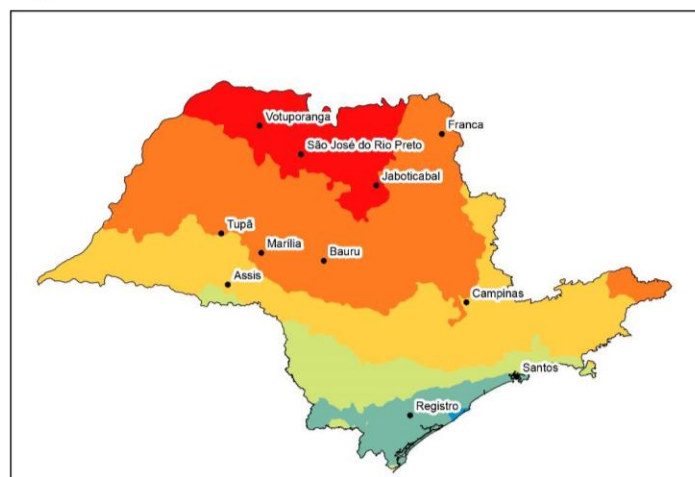 Votuporanga
Franca
São José do Rio Preto
Jaboticabal
Tupã
Marília
Bauru
Assis
Campinas
Santos
Registro